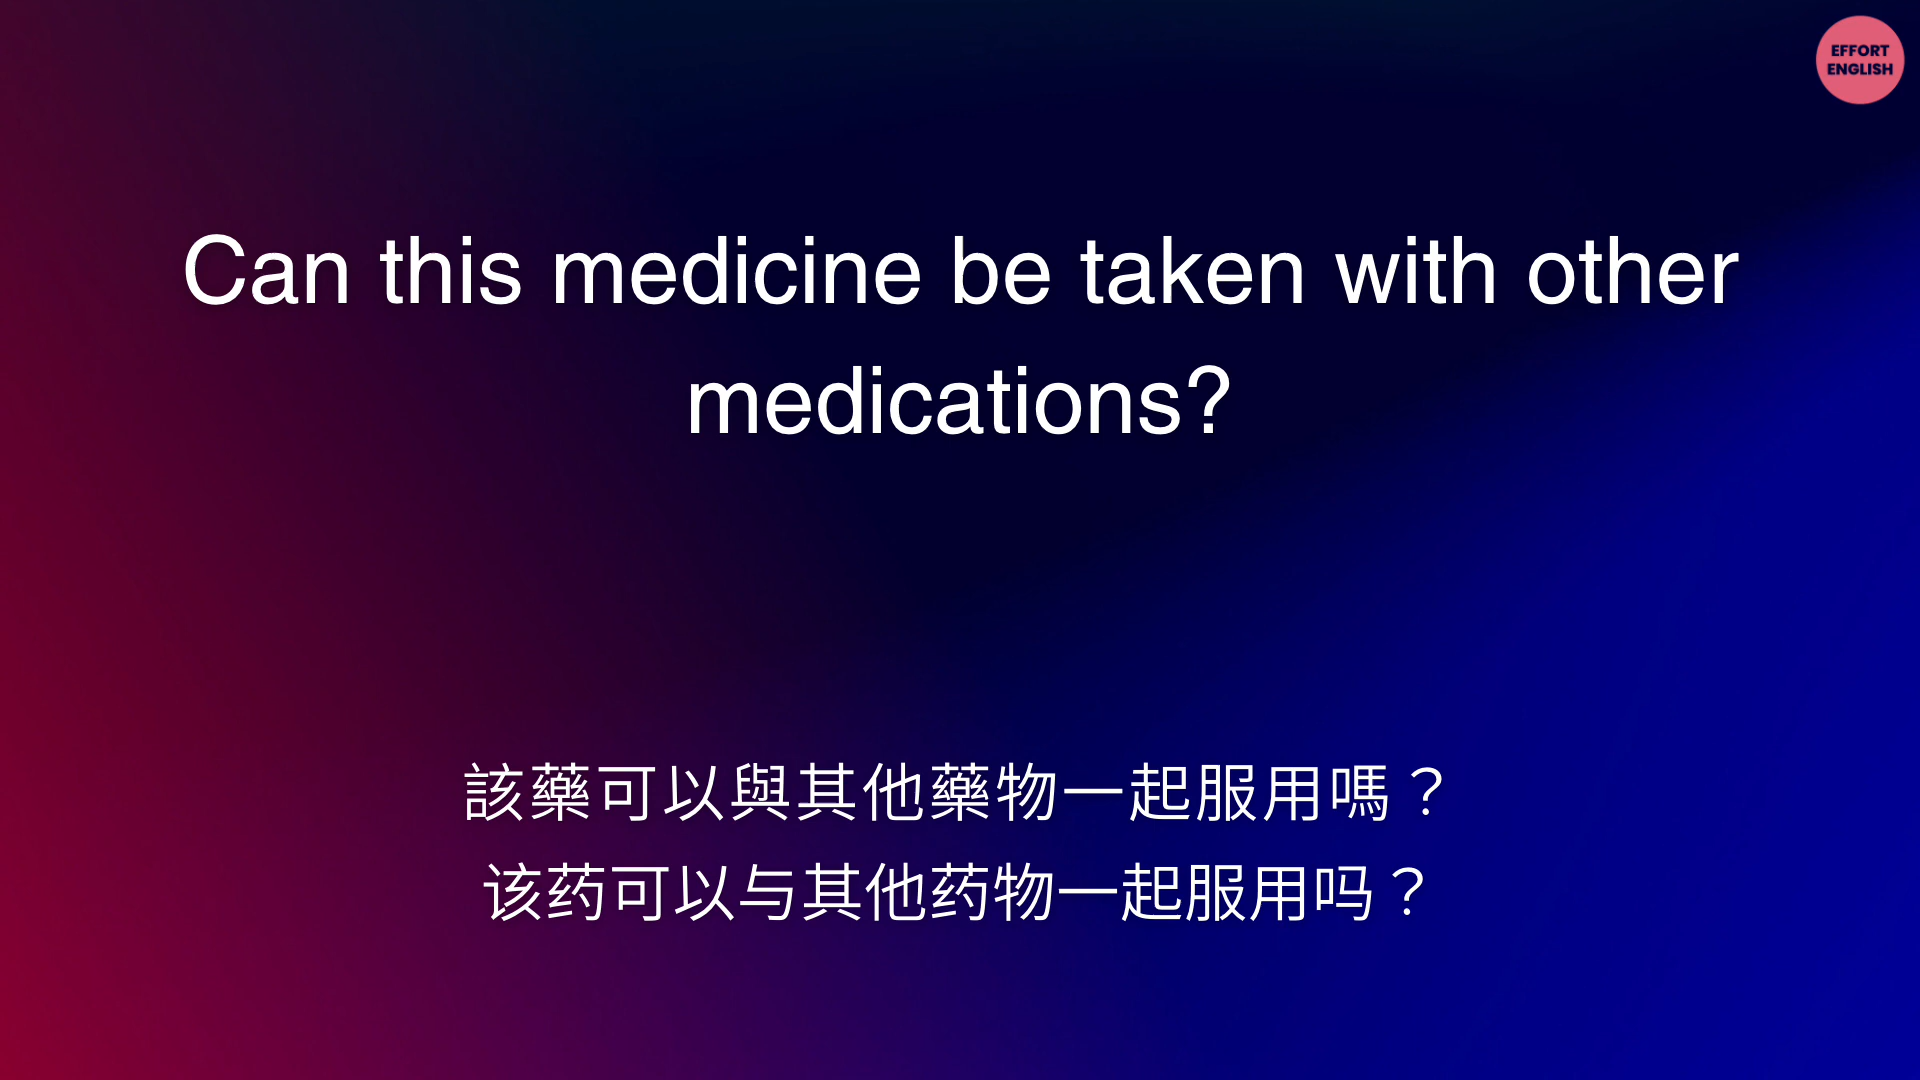 EFFORT
ENGLISH
Can this medicine be taken with other
medications?
該藥可以與其他藥物一起服用嗎？
该药可以与其他药物一起服用吗？